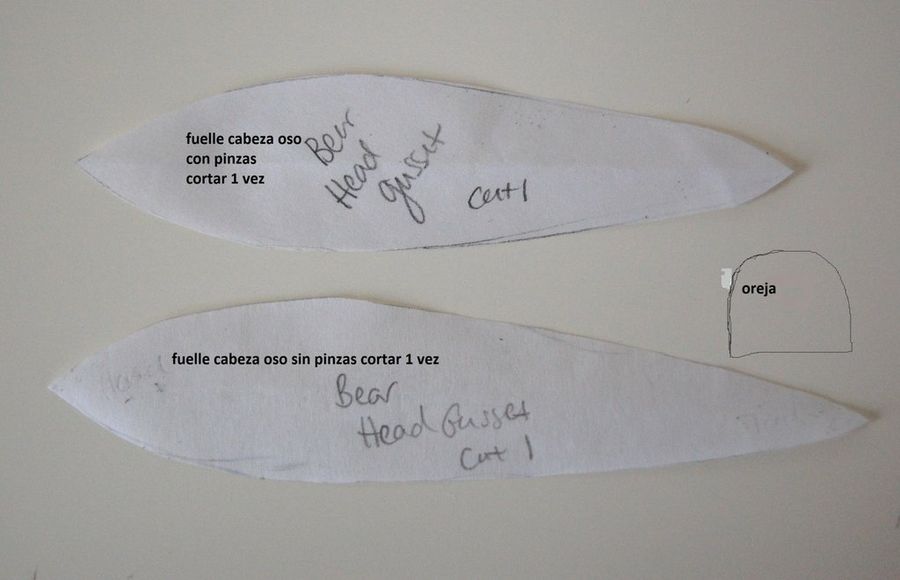 fuelle cabeza oso
con pinzas
cortar 1 vez
Bear
Head
gusset
cut 1
oreja
fuelle cabeza oso sin pinzas cortar 1 vez
Bear
Head Gusset
Cut 1